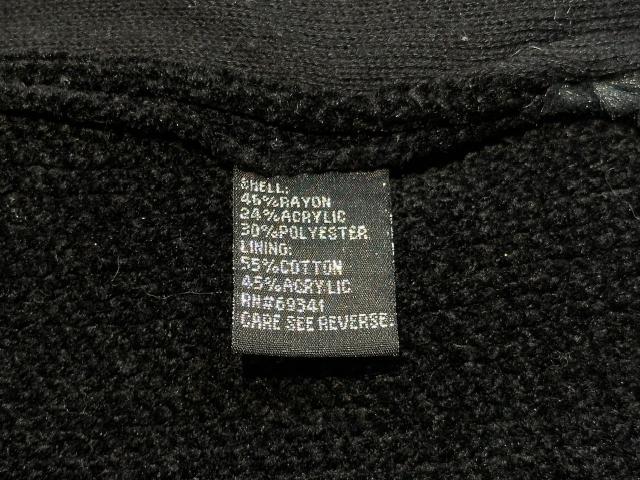 SHELL:
46%RAYON
24%ACRYLIC
30%POLYESTER
LINING:
55%COTTON
45%ACRYLIC
RN#69341
CARE SEE REVERSE.